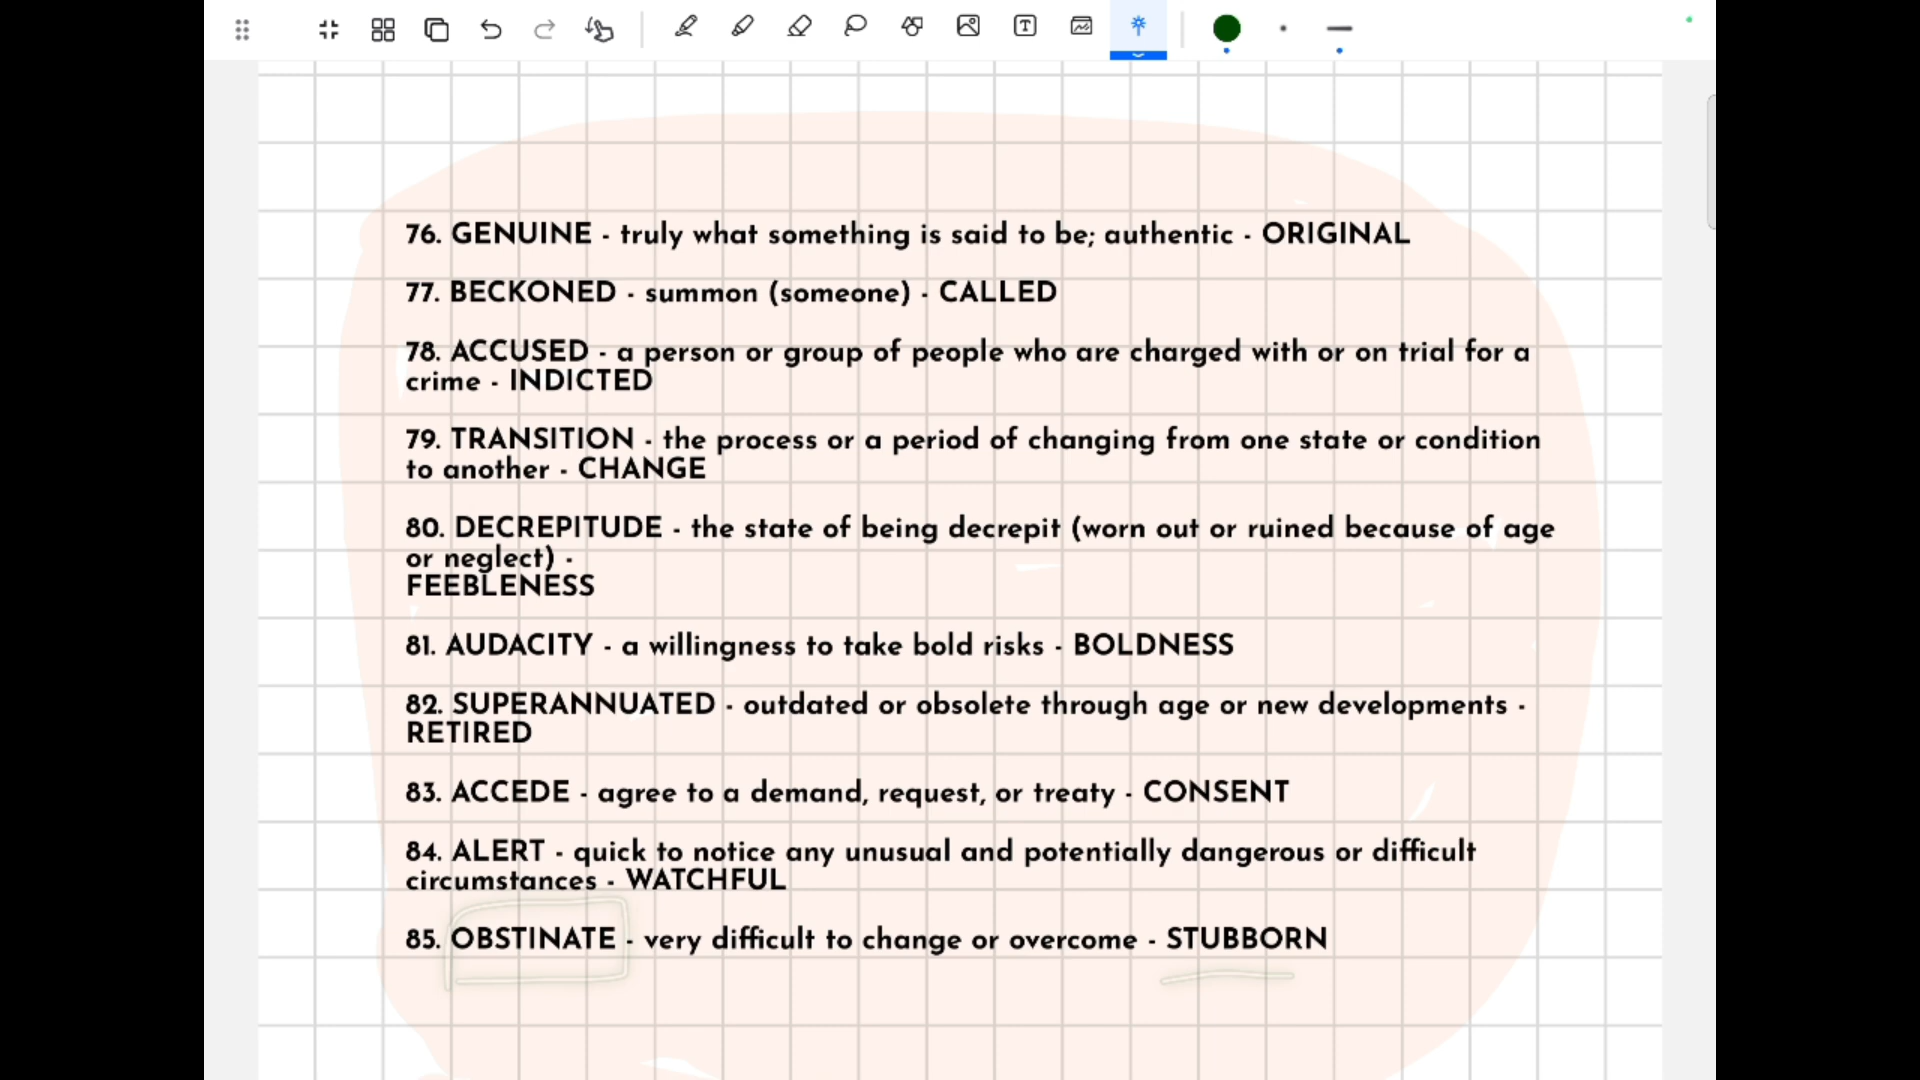 76. GENUINE - truly what something is said to be; authentic - ORIGINAL
77. BECKONED - summon (someone) - CALLED
78. ACCUSED - a person or group of people who are charged with or on trial for a
crime - INDICTED
79. TRANSITION - the process or a period of changing from one state or condition
to another - CHANGE
80. DECREPITUDE - the state of being decrepit (worn out or ruined because of age
or neglect) -
FEEBLENESS
81. AUDACITY - a willingness to take bold risks - BOLDNESS
82. SUPERANNUATED - outdated or obsolete through age or new developments -
RETIRED
83. ACCEDE - agree to a demand, request, or treaty - CONSENT
84. ALERT - quick to notice any unusual and potentially dangerous or difficult
circumstances - WATCHFUL
85. OBSTINATE - very difficult to change or overcome - STUBBORN